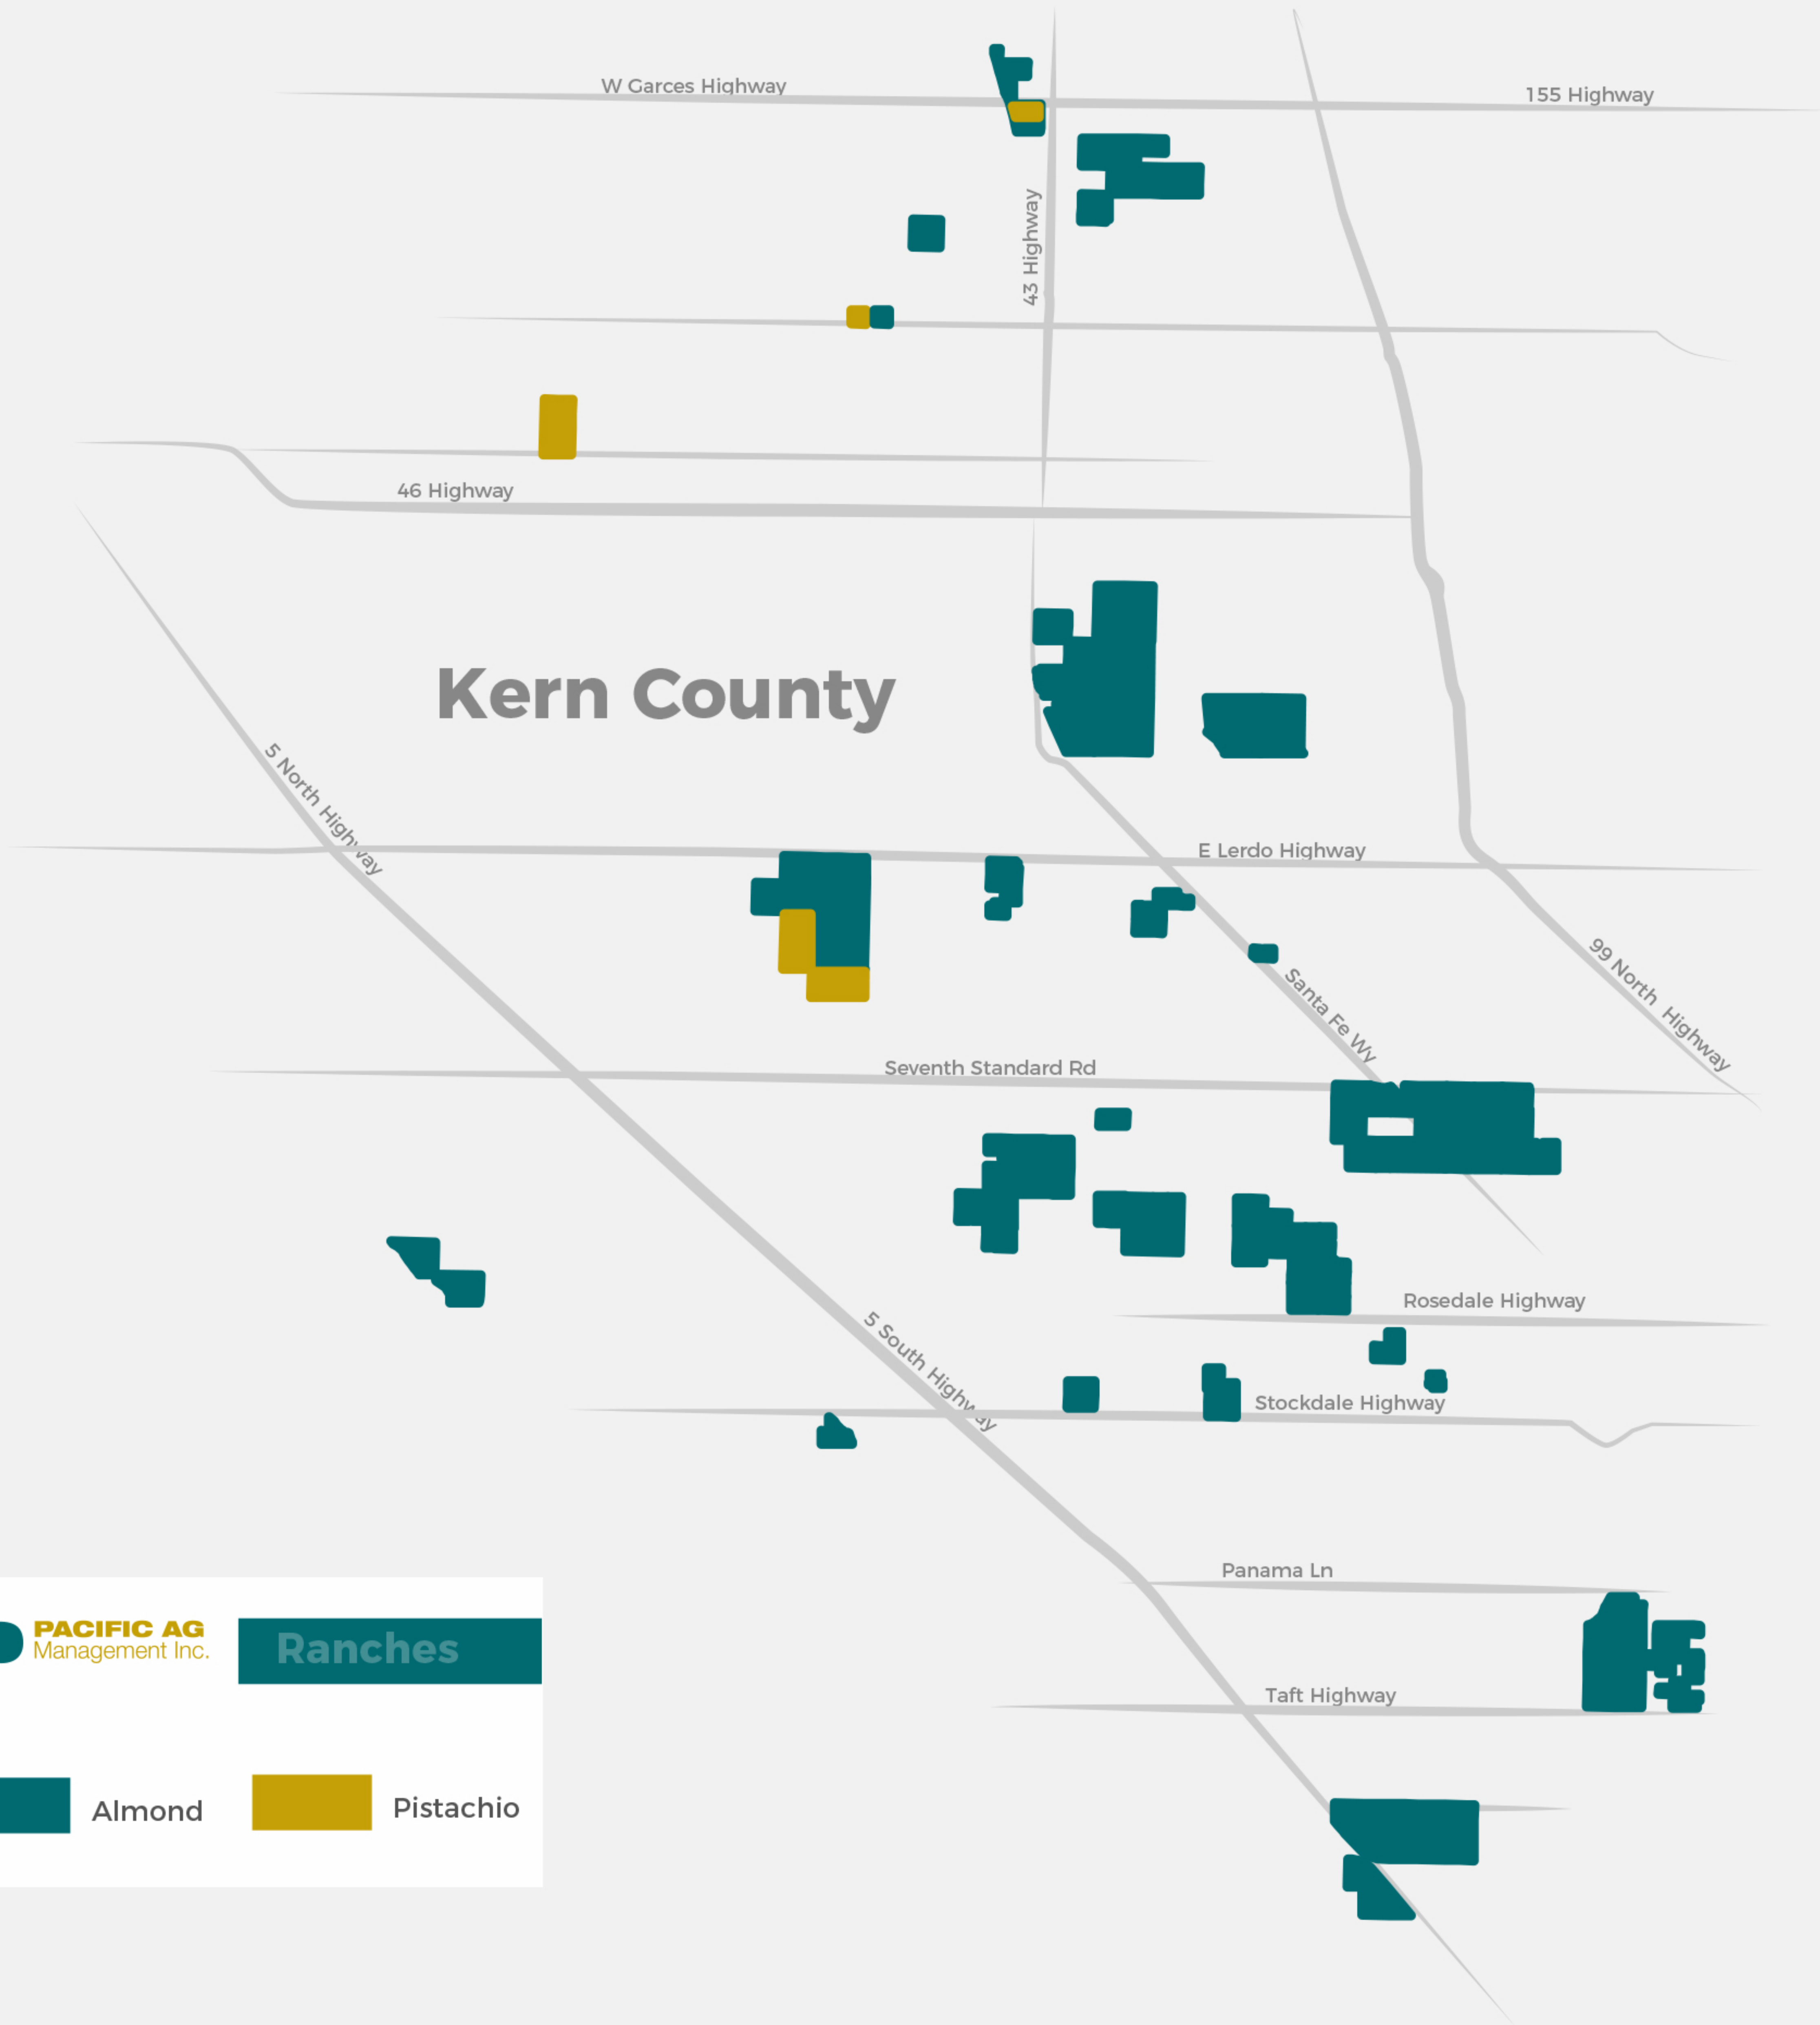 W Garces Highway
155 Highway
43 Highway
46 Highway
Kern County
5 North Highway
E Lerdo Highway
99 North Highway
Santa Fe Wy
Seventh Standard Rd
Rosedale Highway
5 South Highway
Stockdale Highway
Panama Ln
PACIFIC AG
Management Inc.
Ranches
Taft Highway
Almond
Pistachio